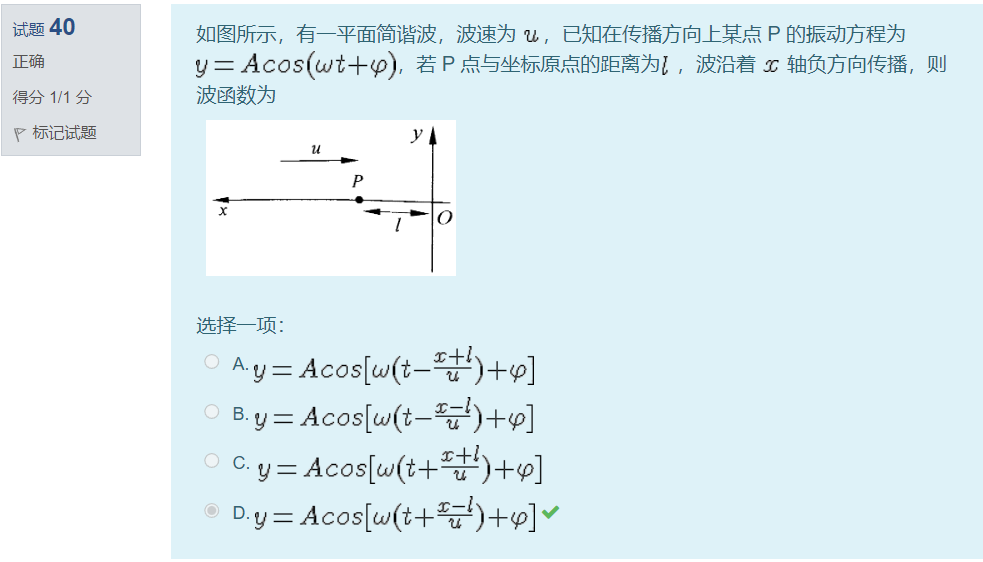 试题 40
正确
得分 1/1 分
标记试题
如图所示，有一平面简谐波，波速为 u，已知在传播方向上某点 P 的振动方程为
y = Acos(ωt+φ)，若 P 点与坐标原点的距离为l ，波沿着 x 轴负方向传播，则
波函数为
y
u
P
x
l
O
选择一项：
A. y = Acos[ω(t−\frac{x+l}{u})+φ]
B. y = Acos[ω(t−\frac{x−l}{u})+φ]
C. y = Acos[ω(t+\frac{x+l}{u})+φ]
D. y = Acos[ω(t+\frac{x−l}{u})+φ]